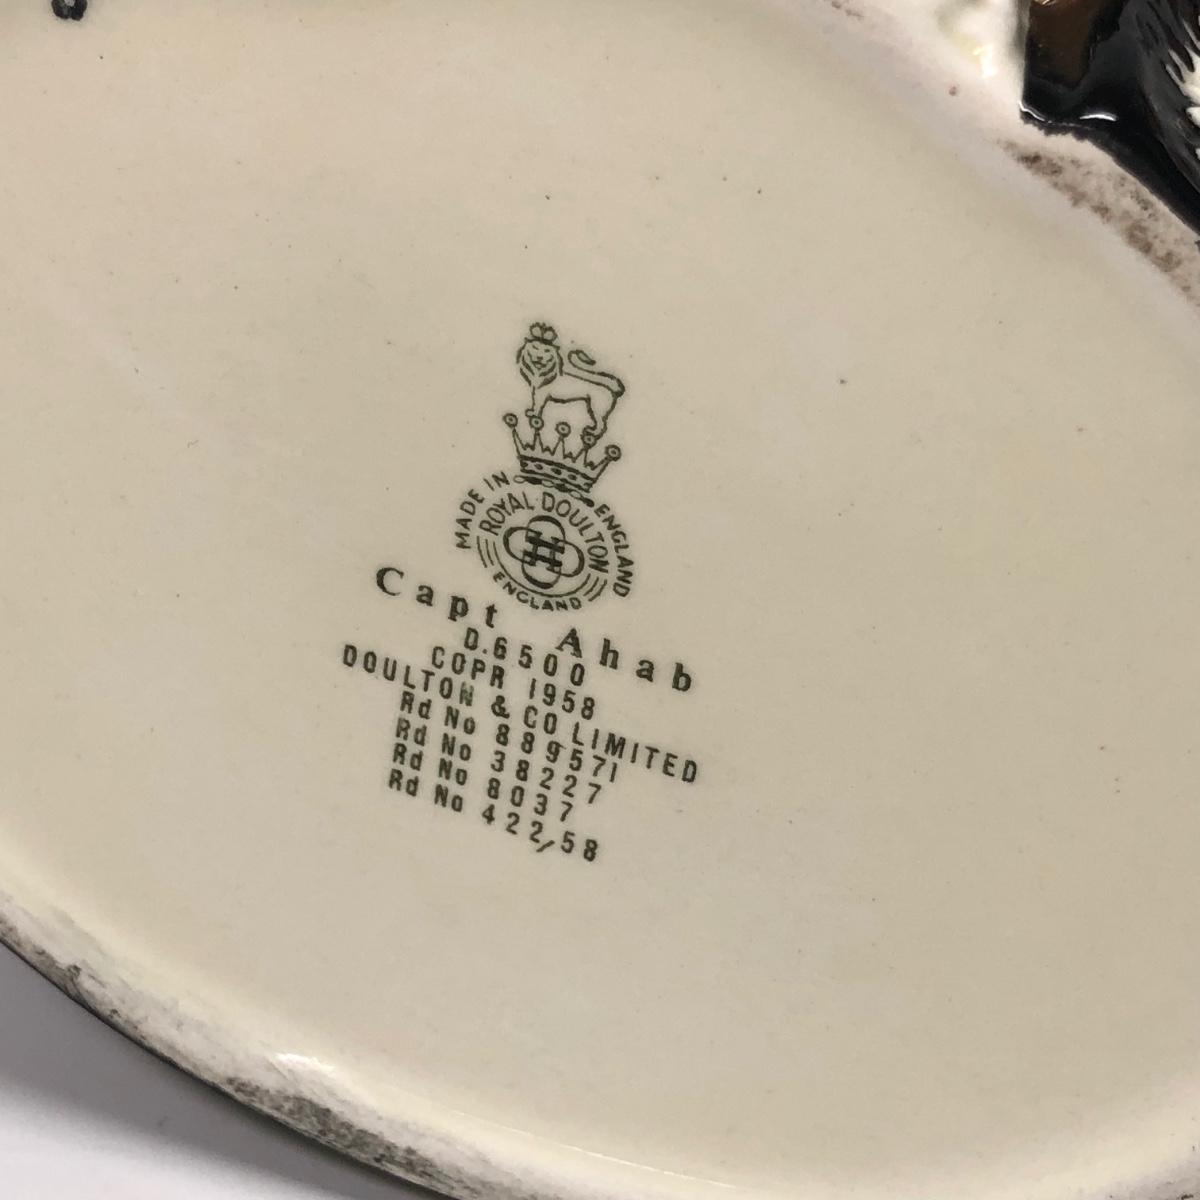 MADE IN ENGLAND
ROYAL DOULTON
ENGLAND
Capt Ahab
D.6500
COPR 1958
DOULTON & CO LIMITED
Rd No 889571
Rd No 38227
Rd No 8037
Rd No 422/58